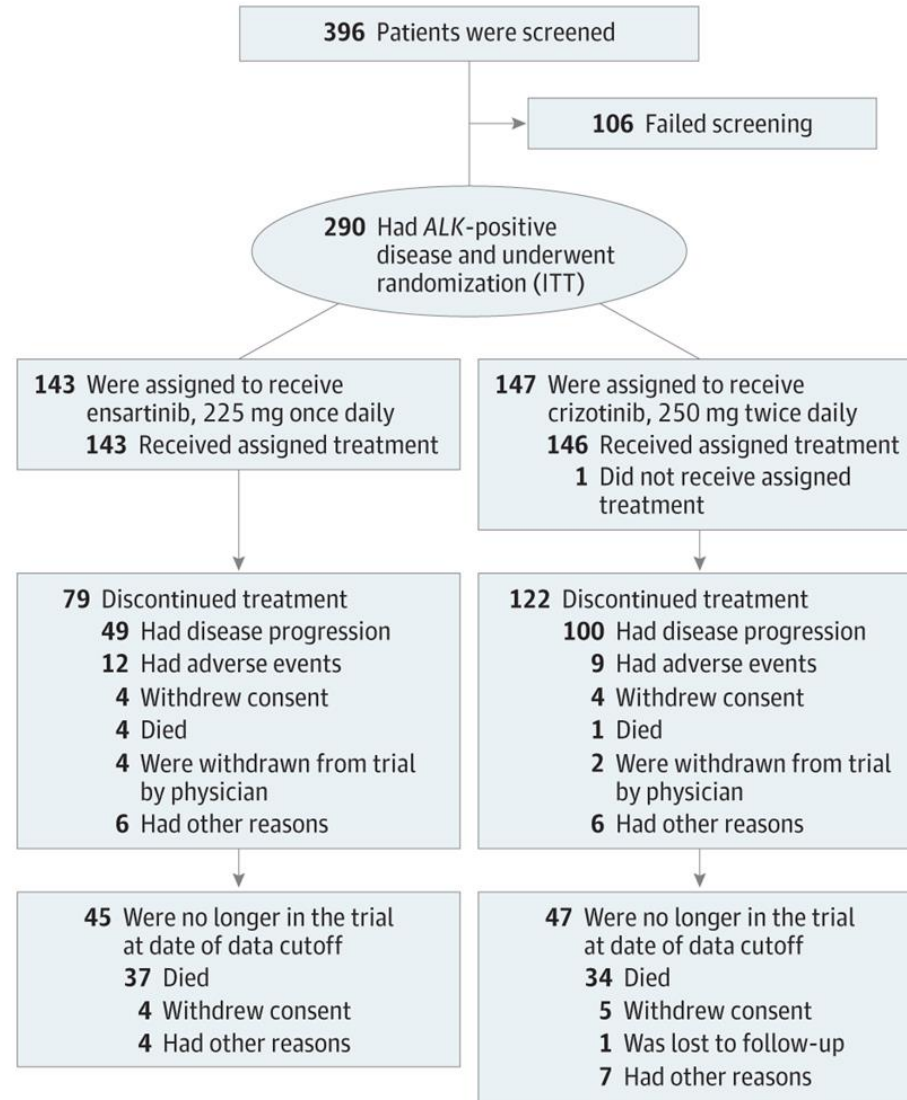 396 Patients were screened
106 Failed screening
290 Had ALK-positive
disease and underwent
randomization (ITT)
143 Were assigned to receive
ensartinib, 225 mg once daily
143 Received assigned treatment
147 Were assigned to receive
crizotinib, 250 mg twice daily
146 Received assigned treatment
1 Did not receive assigned
treatment
79 Discontinued treatment
49 Had disease progression
12 Had adverse events
4 Withdrew consent
4 Died
4 Were withdrawn from trial
by physician
6 Had other reasons
122 Discontinued treatment
100 Had disease progression
9 Had adverse events
4 Withdrew consent
1 Died
2 Were withdrawn from trial
by physician
6 Had other reasons
45 Were no longer in the trial
at date of data cutoff
37 Died
4 Withdrew consent
4 Had other reasons
47 Were no longer in the trial
at date of data cutoff
34 Died
5 Withdrew consent
1 Was lost to follow-up
7 Had other reasons